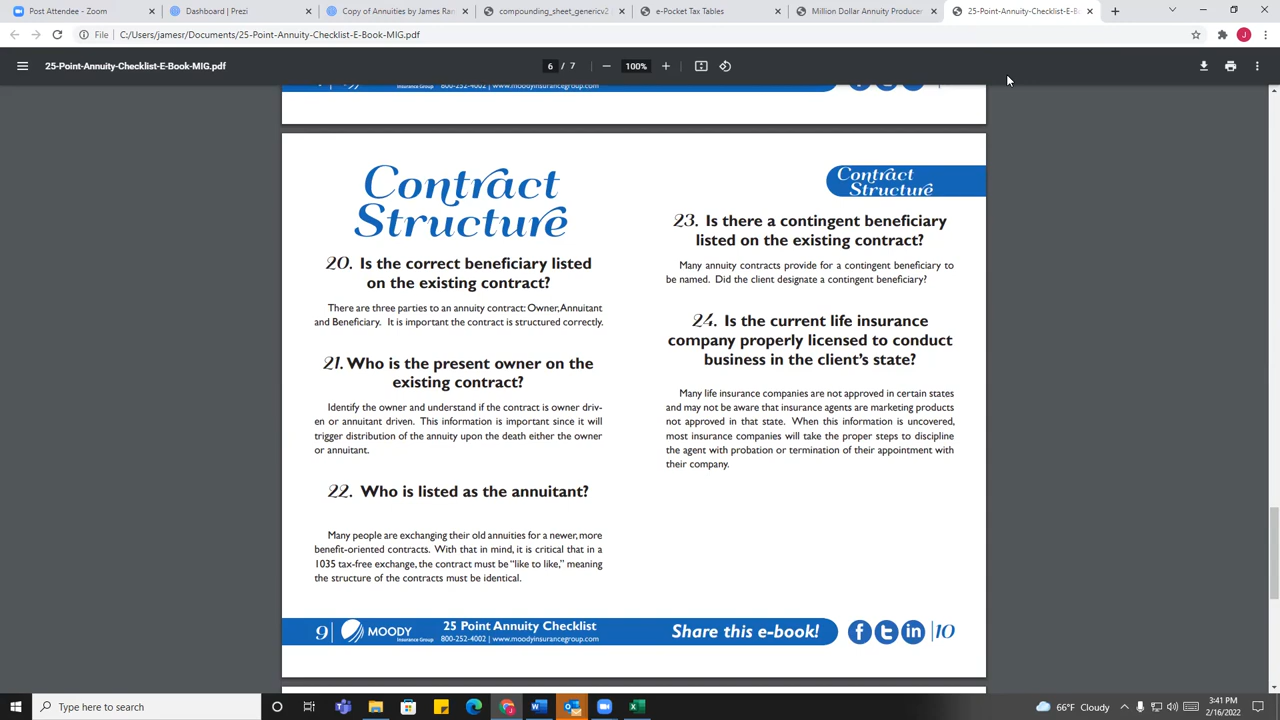 Post Attendee - Zoom
Dashboard | Prezi
Copy of Annuities by James Ran
compounding_sheet_genericv2
e-Pocket Tax Tables
Million Dollar Annuity Producer
25-Point-Annuity-Checklist-E-Bo
File
C:/Users/jamesr/Documents/25-Point-Annuity-Checklist-E-Book-MIG.pdf
J
25-Point-Annuity-Checklist-E-Book-MIG.pdf
6 / 7
100%
Insurance Group 800-252-4002 | www.moodyinsurancegroup.com
Contract
Structure
20. Is the correct beneficiary listed
on the existing contract?
There are three parties to an annuity contract: Owner, Annuitant
and Beneficiary. It is important the contract is structured correctly.
21. Who is the present owner on the
existing contract?
Identify the owner and understand if the contract is owner driv-
en or annuitant driven. This information is important since it will
trigger distribution of the annuity upon the death either the owner
or annuitant.
22. Who is listed as the annuitant?
Many people are exchanging their old annuities for a newer, more
benefit-oriented contracts. With that in mind, it is critical that in a
1035 tax-free exchange, the contract must be “like to like,” meaning
the structure of the contracts must be identical.
9
MOODY
Insurance Group
25 Point Annuity Checklist
800-252-4002 | www.moodyinsurancegroup.com
Contract
Structure
23. Is there a contingent beneficiary
listed on the existing contract?
Many annuity contracts provide for a contingent beneficiary to
be named. Did the client designate a contingent beneficiary?
24. Is the current life insurance
company properly licensed to conduct
business in the client’s state?
Many life insurance companies are not approved in certain states
and may not be aware that insurance agents are marketing products
not approved in that state. When this information is uncovered,
most insurance companies will take the proper steps to discipline
the agent with probation or termination of their appointment with
their company.
Share this e-book!
f t in
10
Type here to search
66°F Cloudy
3:41 PM
2/16/2022